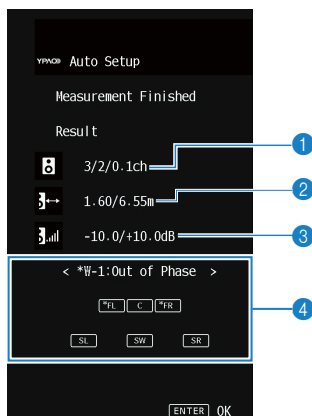 YPAO Auto Setup
Measurement Finished
Result
3/2/0.1ch
1
1.60/6.55m
2
-10.0/+10.0dB
3
< *W-1:Out of Phase >
*FL C *FR
4
SL SW SR
ENTER OK